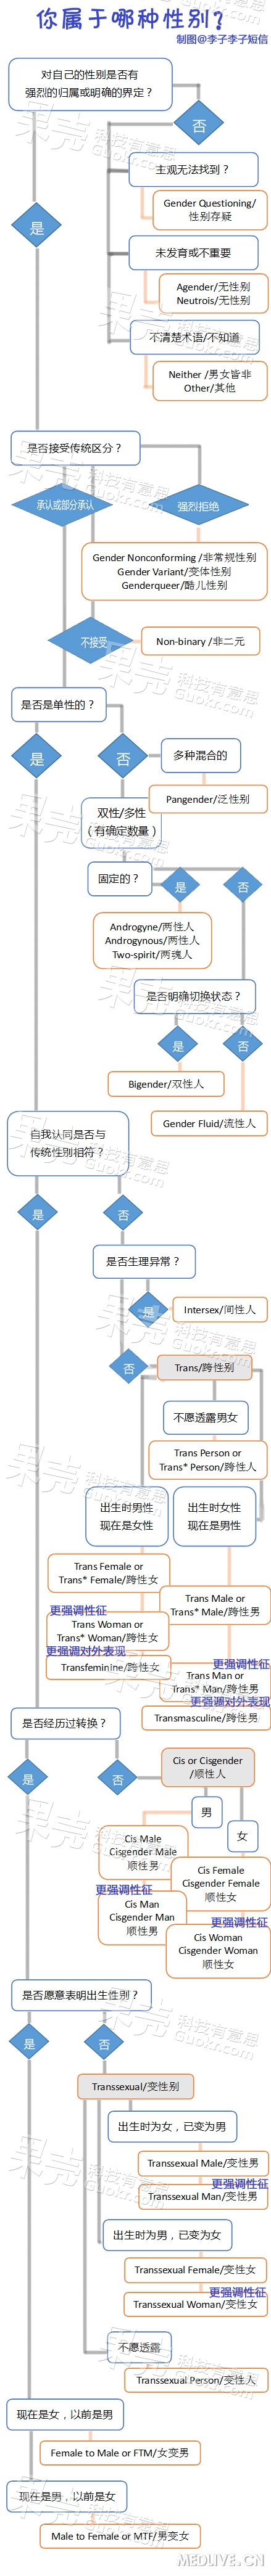 你属于哪种性别?
制图@李子李子短信
对自己的性别是否有
强烈的归属或明确的界定？
否
是
主观无法找到？
Gender Questioning/
性别存疑
未发育或不重要
Agender/无性别
Neutrois/无性别
不清楚术语/不知道
Neither /男女皆非
Other/其他
是否接受传统区分？
承认或部分承认
强烈拒绝
Gender Nonconforming /非常规性别
Gender Variant/变体性别
Genderqueer/酷儿性别
不接受
Non-binary /非二元
是否是单性的？
是
否
多种混合的
Pangender/泛性别
双性/多性
（有确定数量）
固定的？
是
否
Androgyne/两性人
Androgynous/两性人
Two-spirit/两魂人
是否明确切换状态？
是
否
Bigender/双性人
Gender Fluid/流性人
自我认同是否与
传统性别相符？
是
否
是否生理异常？
是
Intersex/间性人
否
Trans/跨性别
不愿透露男女
Trans Person or
Trans* Person/跨性人
出生时男性
现在是女性
出生时女性
现在是男性
Trans Female or
Trans* Female/跨性女
Trans Male or
Trans* Male/跨性男
更强调性征
Trans Woman or
Trans* Woman/跨性女
更强调对外表现
Transfeminine/跨性女
更强调性征
Trans Man or
Trans* Man/跨性男
更强调对外表现
Transmasculine/跨性男
是否经历过转换？
是
否
Cis or Cisgender
/顺性人
男
女
Cis Male
Cisgender Male
顺性男
Cis Female
Cisgender Female
顺性女
更强调性征
Cis Man
Cisgender Man
顺性男
更强调性征
Cis Woman
Cisgender Woman
顺性女
是否愿意表明出生性别？
是
否
Transsexual/变性别
出生时为女，已变为男
Transsexual Male/变性男
更强调性征
Transsexual Man/变性男
出生时为男，已变为女
Transsexual Female/变性女
更强调性征
Transsexual Woman/变性女
不愿透露
Transsexual Person/变性人
现在是女，以前是男
Female to Male or FTM/女变男
现在是男，以前是女
Male to Female or MTF/男变女
果壳 科技有意思
Guokr.com
MEDLIVE.CN